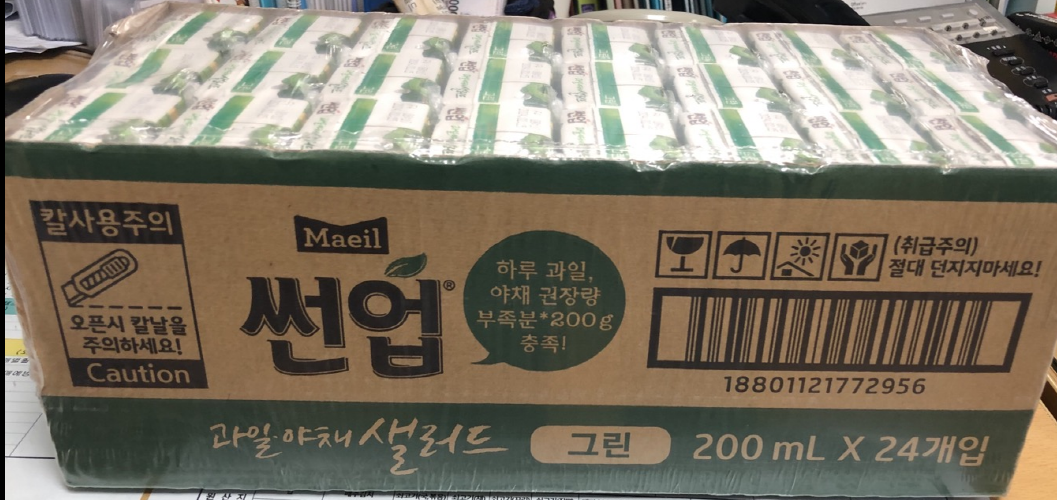 칼사용주의
오픈시 칼날을
주의하세요!
Caution
Maeil
썬업®
하루 과일,
야채 권장량
부족분*200g
충족!
(취급주의)
절대 던지지마세요!
18801121772956
과일·야채 샐러드 그린 200 mL X 24개입
원산지